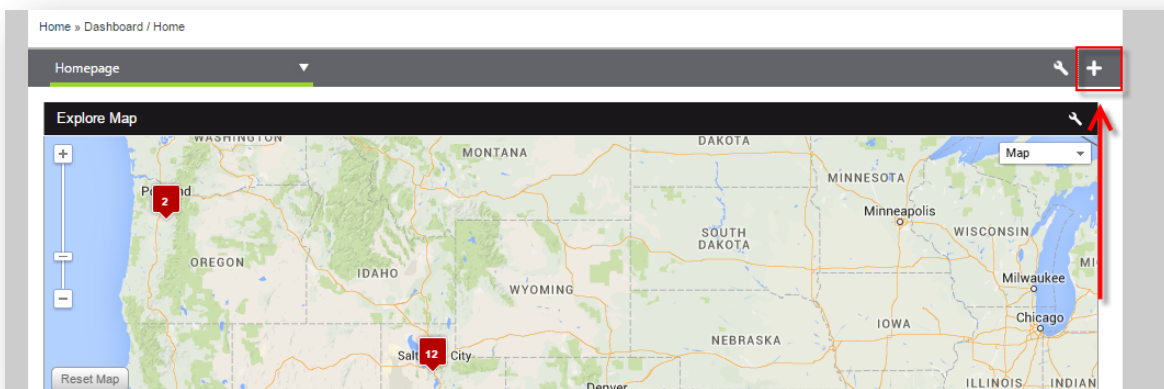 Home » Dashboard / Home
Homepage
Explore Map
WASHINGTON
MONTANA
DAKOTA
Map
MINNESOTA
2
Minneapolis
SOUTH
DAKOTA
WISCONSIN
OREGON
IDAHO
WYOMING
Milwaukee
Chicago
IOWA
NEBRASKA
Salt 12 City
Reset Map
Denver
ILLINOIS
INDIAN